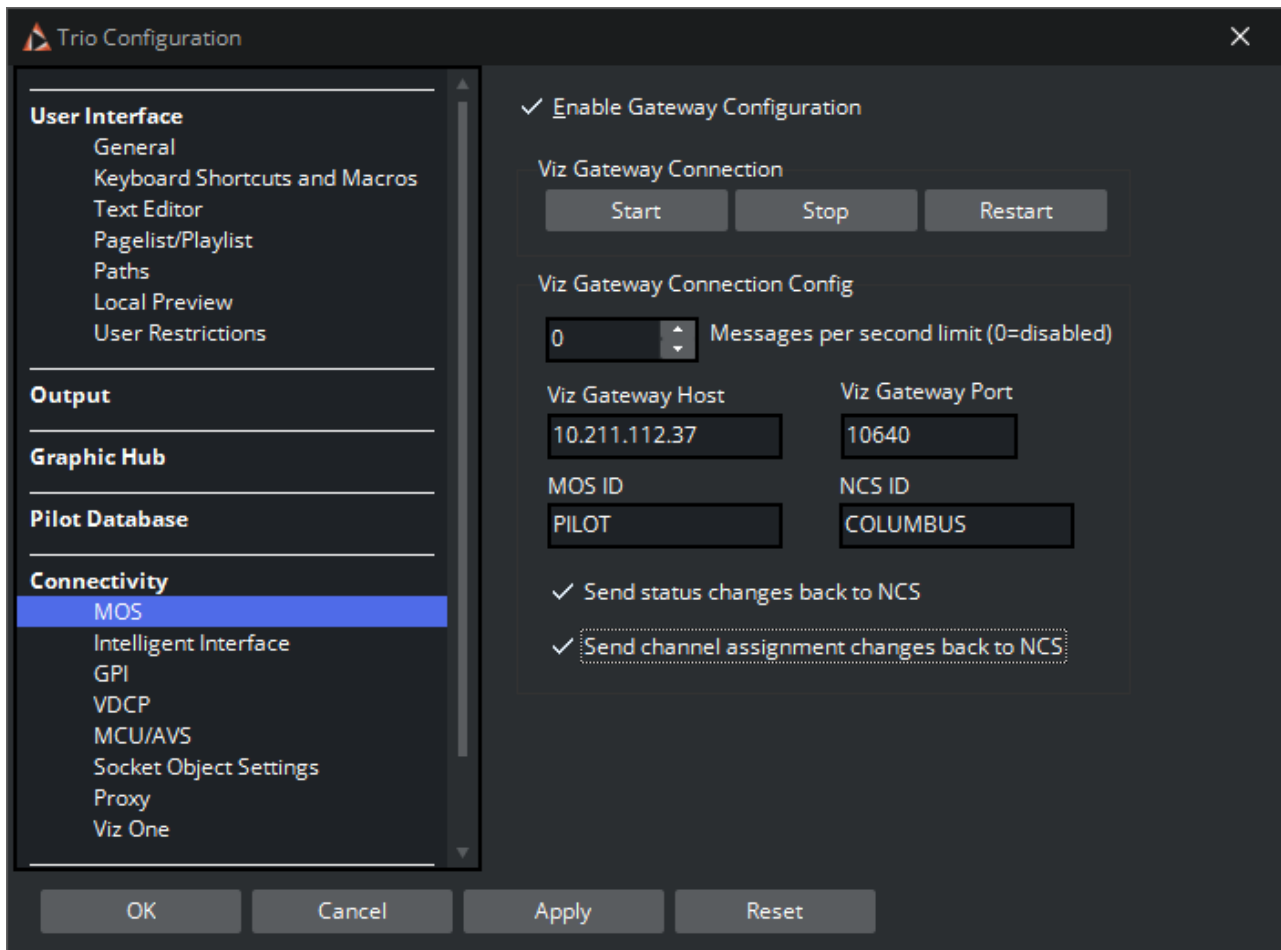 Trio Configuration
User Interface
General
Keyboard Shortcuts and Macros
Text Editor
Pagelist/Playlist
Paths
Local Preview
User Restrictions
Output
Graphic Hub
Pilot Database
Connectivity
MOS
Intelligent Interface
GPI
VDCP
MCU/AVS
Socket Object Settings
Proxy
Viz One
Enable Gateway Configuration
Viz Gateway Connection
Start Stop Restart
Viz Gateway Connection Config
0 Messages per second limit (0=disabled)
Viz Gateway Host Viz Gateway Port
10.211.112.37 10640
MOS ID NCS ID
PILOT COLUMBUS
Send status changes back to NCS
Send channel assignment changes back to NCS
OK Cancel Apply Reset